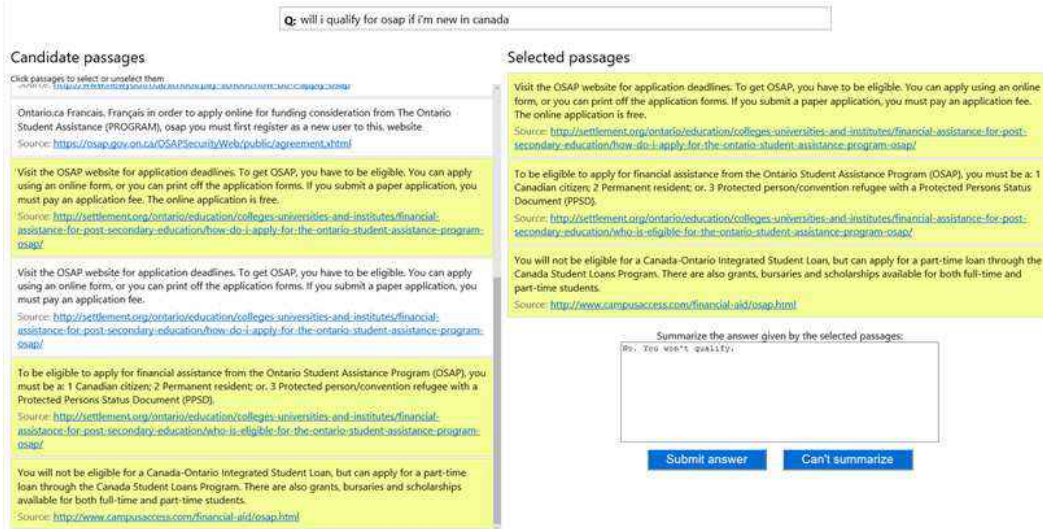 Q: will i qualify for osap if i'm new in canada
Candidate passages
Click passages to select or unselect them
Ontario.ca Francais. Français in order to apply online for funding consideration from The Ontario
Student Assistance (PROGRAM), osap you must first register as a new user to this. website
Source: https://osap.gov.on.ca/OSAPSecurityWeb/public/agreement.xhtml
Visit the OSAP website for application deadlines. To get OSAP, you have to be eligible. You can apply
using an online form, or you can print off the application forms. If you submit a paper application, you
must pay an application fee. The online application is free.
Source: http://settlement.org/ontario/education/colleges-universities-and-institutes/financial-
assistance-for-post-secondary-education/how-do-i-apply-for-the-ontario-student-assistance-program-
osap/
Visit the OSAP website for application deadlines. To get OSAP, you have to be eligible. You can apply
using an online form, or you can print off the application forms. If you submit a paper application, you
must pay an application fee.
Source: http://settlement.org/ontario/education/colleges-universities-and-institutes/financial-
assistance-for-post-secondary-education/how-do-i-apply-for-the-ontario-student-assistance-program-
osap/
To be eligible to apply for financial assistance from the Ontario Student Assistance Program (OSAP), you
must be a: 1 Canadian citizen; 2 Permanent resident; or. 3 Protected person/convention refugee with a
Protected Persons Status Document (PPSD).
Source: http://settlement.org/ontario/education/colleges-universities-and-institutes/financial-
assistance-for-post-secondary-education/who-is-eligible-for-the-ontario-student-assistance-program-
osap/
You will not be eligible for a Canada-Ontario Integrated Student Loan, but can apply for a part-time
loan through the Canada Student Loans Program. There are also grants, bursaries and scholarships
available for both full-time and part-time students.
Source: http://www.campusaccess.com/financial-aid/osap.html
Selected passages
Visit the OSAP website for application deadlines. To get OSAP, you have to be eligible. You can apply using an online
form, or you can print off the application forms. If you submit a paper application, you must pay an application fee.
The online application is free.
Source: http://settlement.org/ontario/education/colleges-universities-and-institutes/financial-assistance-for-post-
secondary-education/how-do-i-apply-for-the-ontario-student-assistance-program-osap/
To be eligible to apply for financial assistance from the Ontario Student Assistance Program (OSAP), you must be a: 1
Canadian citizen; 2 Permanent resident; or. 3 Protected person/convention refugee with a Protected Persons Status
Document (PPSD).
Source: http://settlement.org/ontario/education/colleges-universities-and-institutes/financial-assistance-for-post-
secondary-education/who-is-eligible-for-the-ontario-student-assistance-program-osap/
You will not be eligible for a Canada-Ontario Integrated Student Loan, but can apply for a part-time loan through the
Canada Student Loans Program. There are also grants, bursaries and scholarships available for both full-time and
part-time students.
Source: http://www.campusaccess.com/financial-aid/osap.html
Summarize the answer given by the selected passages:
No. You won't qualify.
Submit answer Can't summarize